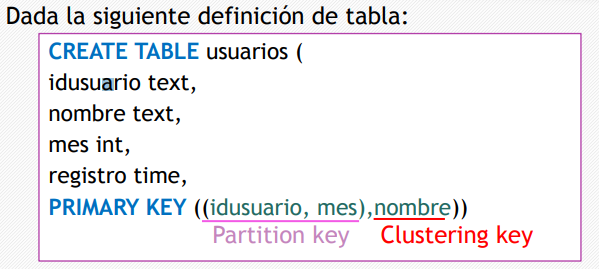 Dada la siguiente definición de tabla:
CREATE TABLE usuarios (
idusuario text,
nombre text,
mes int,
registro time,
PRIMARY KEY ((idusuario, mes),nombre))
Partition key Clustering key